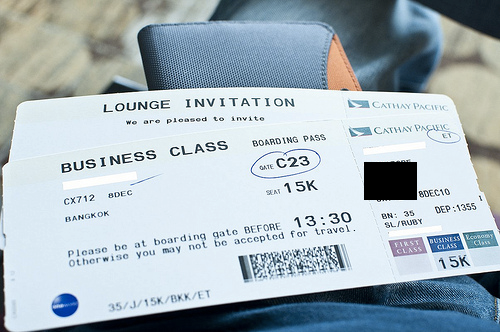 LOUNGE INVITATION
We are pleased to invite
CATHAY PACIFIC
BUSINESS CLASS
BOARDING PASS
GATE C23
SEAT 15K
CX712 8DEC
BANGKOK
Please be at boarding gate BEFORE 13:30
Otherwise you may not be accepted for travel.
35/J/15K/BKK/ET
CATHAY PACIFIC
ET
8DEC10
BN: 35 DEP:1355
SL/RUBY
FIRST CLASS
BUSINESS CLASS
Economy Class
15K